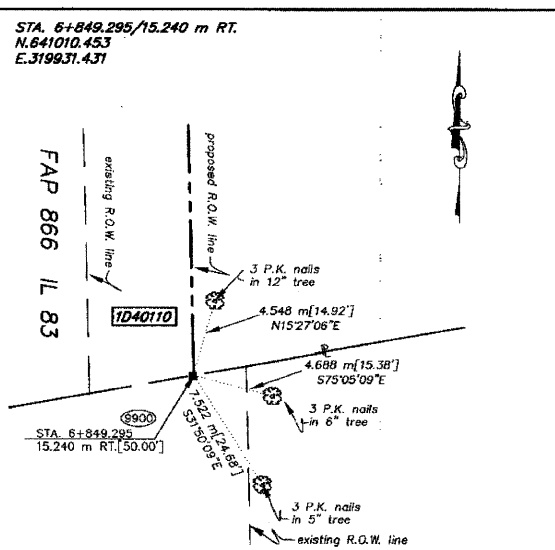 STA. 6+849.295/15.240 m RT.
N.641010.453
E.319931.431
FAP 866 IL 83
existing R.O.W. line
proposed R.O.W. line
1D40110
3 P.K. nails
in 12" tree
4.548 m[14.92']
N15°27'06"E
4.688 m[15.38']
S75°05'09"E
3 P.K. nails
in 6" tree
9900
STA. 6+849.295
15.240 m RT.[50.00']
7.522 m[24.68']
S31°50'09"E
3 P.K. nails
in 5" tree
existing R.O.W. line